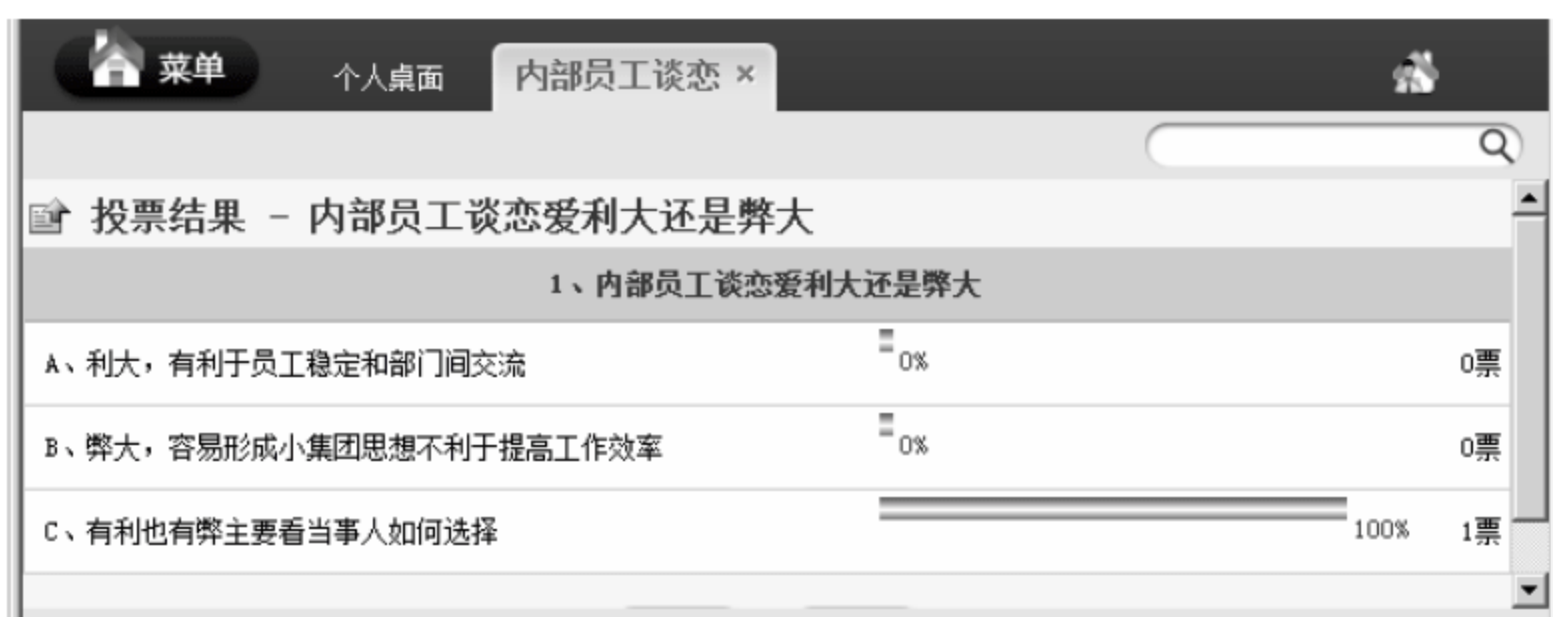 菜单 个人桌面 内部员工谈恋 ×
投票结果 - 内部员工谈恋爱利大还是弊大
1、内部员工谈恋爱利大还是弊大
A、利大，有利于员工稳定和部门间交流 0% 0票
B、弊大，容易形成小集团思想不利于提高工作效率 0% 0票
C、有利也有弊主要看当事人如何选择 100% 1票